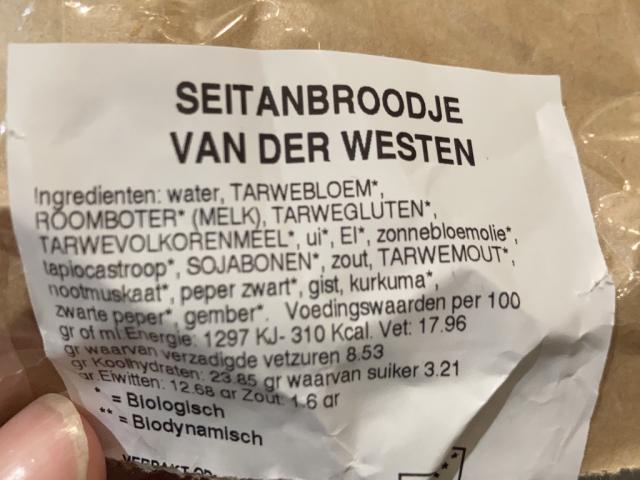 SEITANBROODJE
VAN DER WESTEN
Ingredienten: water, TARWEBLOEM*,
ROOMBOTER* (MELK), TARWEGLUTEN*,
TARWEVOLKORENMEEL*, ui*, EI*, zonnebloemolie*,
tapiocastroop*, SOJABONEN*, zout, TARWEMOUT*,
nootmuskaat*, peper zwart*, gist, kurkuma*,
zwarte peper*, gember*. Voedingswaarden per 100
gr of ml:Energie: 1297 KJ- 310 Kcal. Vet: 17.96
gr waarvan verzadigde vetzuren 8.53
gr Koolhydraten: 23.85 gr waarvan suiker 3.21
gr.Eiwitten: 12.68 gr Zout: 1.6 gr
* = Biologisch
** = Biodynamisch
VERPAKT OP